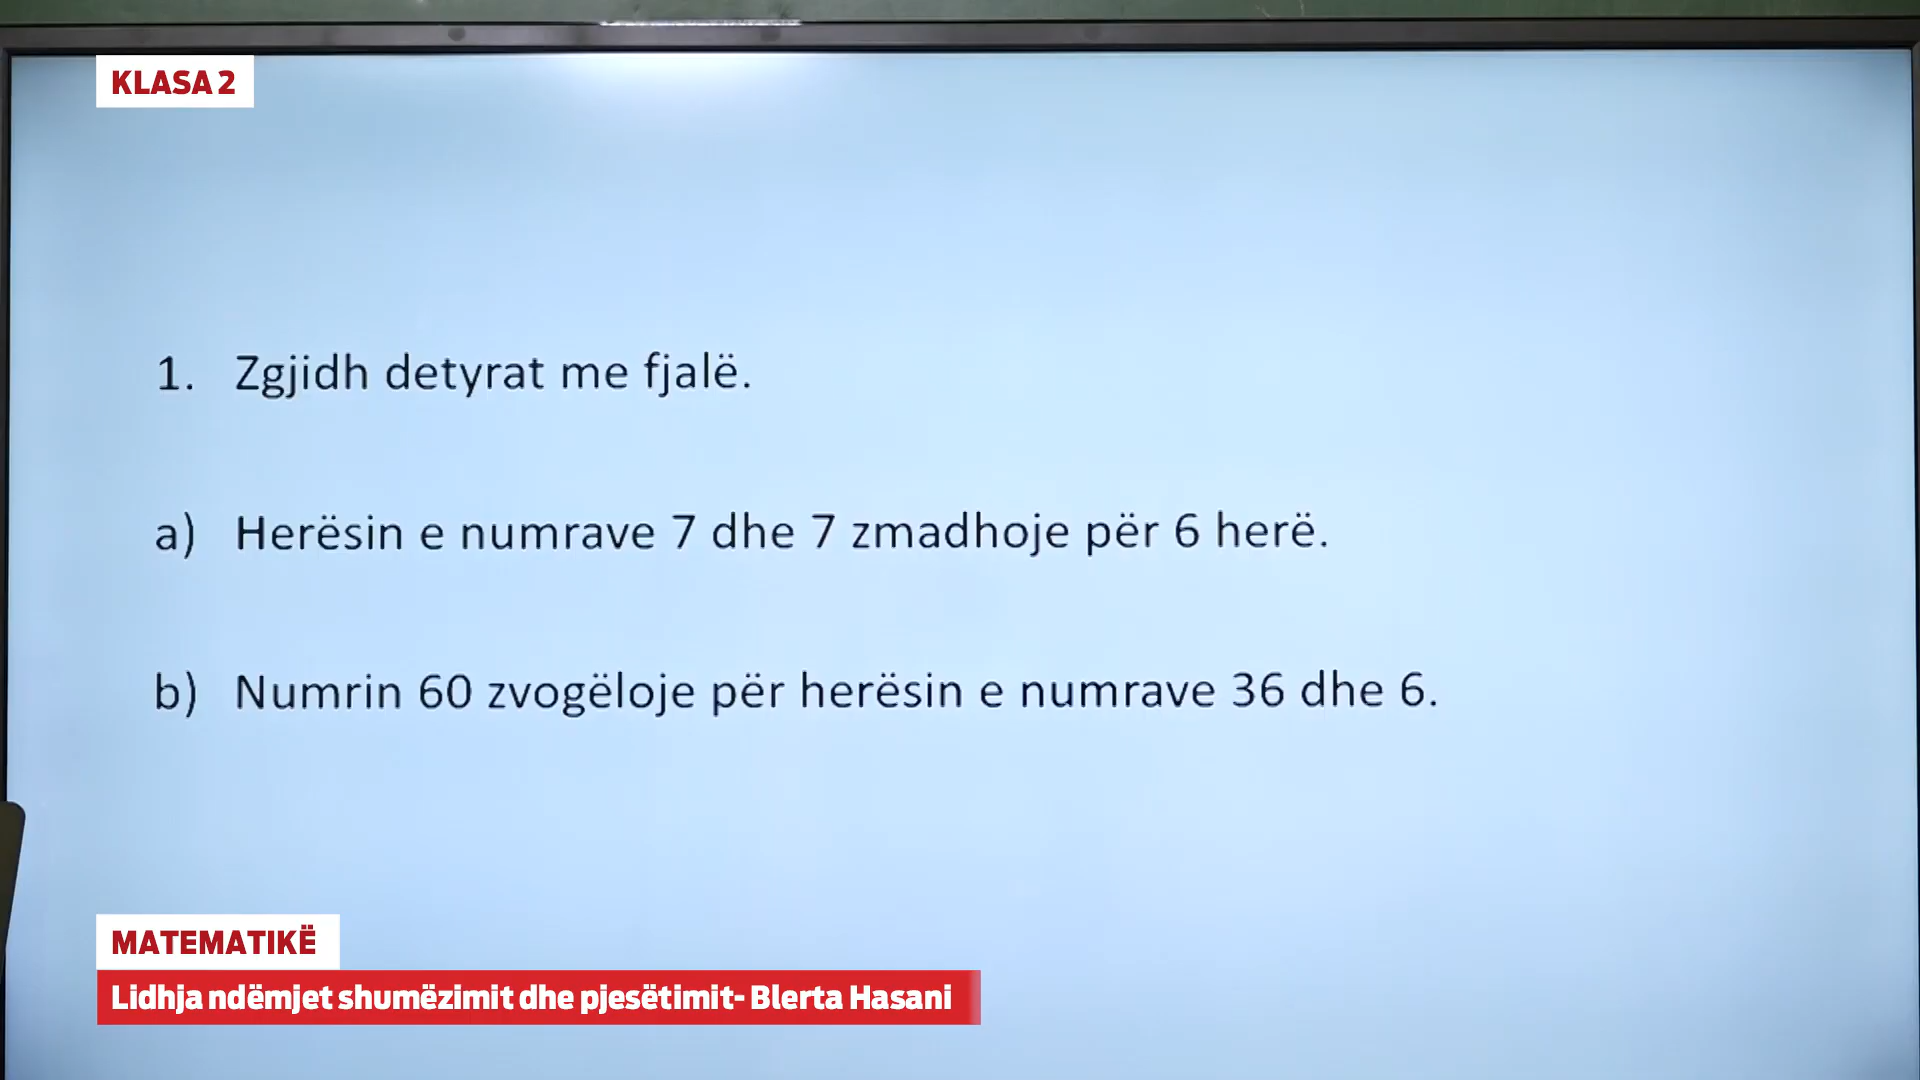 KLASA 2
1. Zgjidh detyrat me fjalë.
a) Herësin e numrave 7 dhe 7 zmadhoje për 6 herë.
b) Numrin 60 zvogëloje për herësin e numrave 36 dhe 6.
MATEMATIKË
Lidhja ndëmjet shumëzimit dhe pjesëtimit- Blerta Hasani